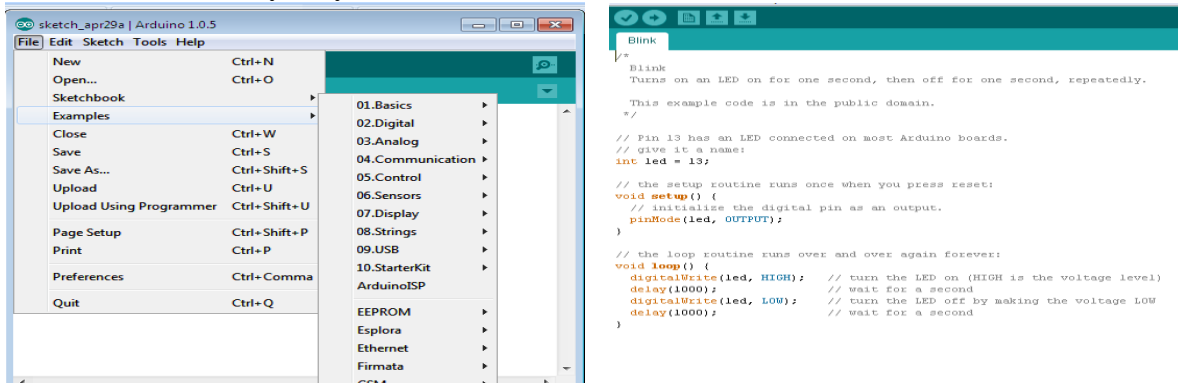 sketch_apr29a | Arduino 1.0.5
File Edit Sketch Tools Help
New Ctrl+N
Open... Ctrl+O
Sketchbook
Examples
Close Ctrl+W
Save Ctrl+S
Save As... Ctrl+Shift+S
Upload Ctrl+U
Upload Using Programmer Ctrl+Shift+U
Page Setup Ctrl+Shift+P
Print Ctrl+P
Preferences Ctrl+Comma
Quit Ctrl+Q
01.Basics
02.Digital
03.Analog
04.Communication
05.Control
06.Sensors
07.Display
08.Strings
09.USB
10.StarterKit
ArduinoISP
EEPROM
Esplora
Ethernet
Firmata
Blink
/*
Blink
Turns on an LED on for one second, then off for one second, repeatedly.
This example code is in the public domain.
*/
// Pin 13 has an LED connected on most Arduino boards.
// give it a name:
int led = 13;
// the setup routine runs once when you press reset:
void setup() {
// initialize the digital pin as an output.
pinMode(led, OUTPUT);
}
// the loop routine runs over and over again forever:
void loop() {
digitalWrite(led, HIGH); // turn the LED on (HIGH is the voltage level)
delay(1000); // wait for a second
digitalWrite(led, LOW); // turn the LED off by making the voltage LOW
delay(1000); // wait for a second
}